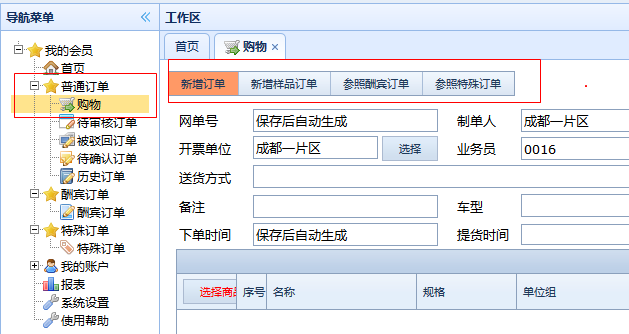 导航菜单
工作区
我的会员
首页
普通订单
购物
待审核订单
被驳回订单
待确认订单
历史订单
酬宾订单
酬宾订单
特殊订单
特殊订单
我的账户
报表
系统设置
使用帮助
首页 购物
新增订单 新增样品订单 参照酬宾订单 参照特殊订单
网单号 保存后自动生成 制单人 成都一片区
开票单位 成都一片区 选择 业务员 0016
送货方式
备注 车型
下单时间 保存后自动生成 提货时间
选择商品 序号 名称 规格 单位组